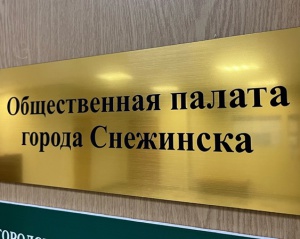 Общественная палата
города Снежинска